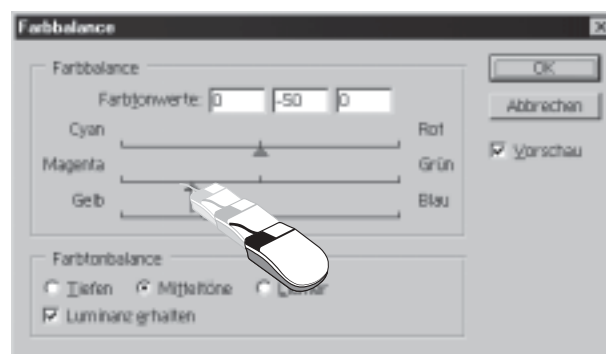 Farbbalance
Farbbalance
Farbtonwerte: 0 -50 0
Cyan Rot
Magenta Grün
Gelb Blau
Farbtonbalance
Tiefen Mitteltöne
Luminanz erhalten
OK
Abbrechen
Vorschau